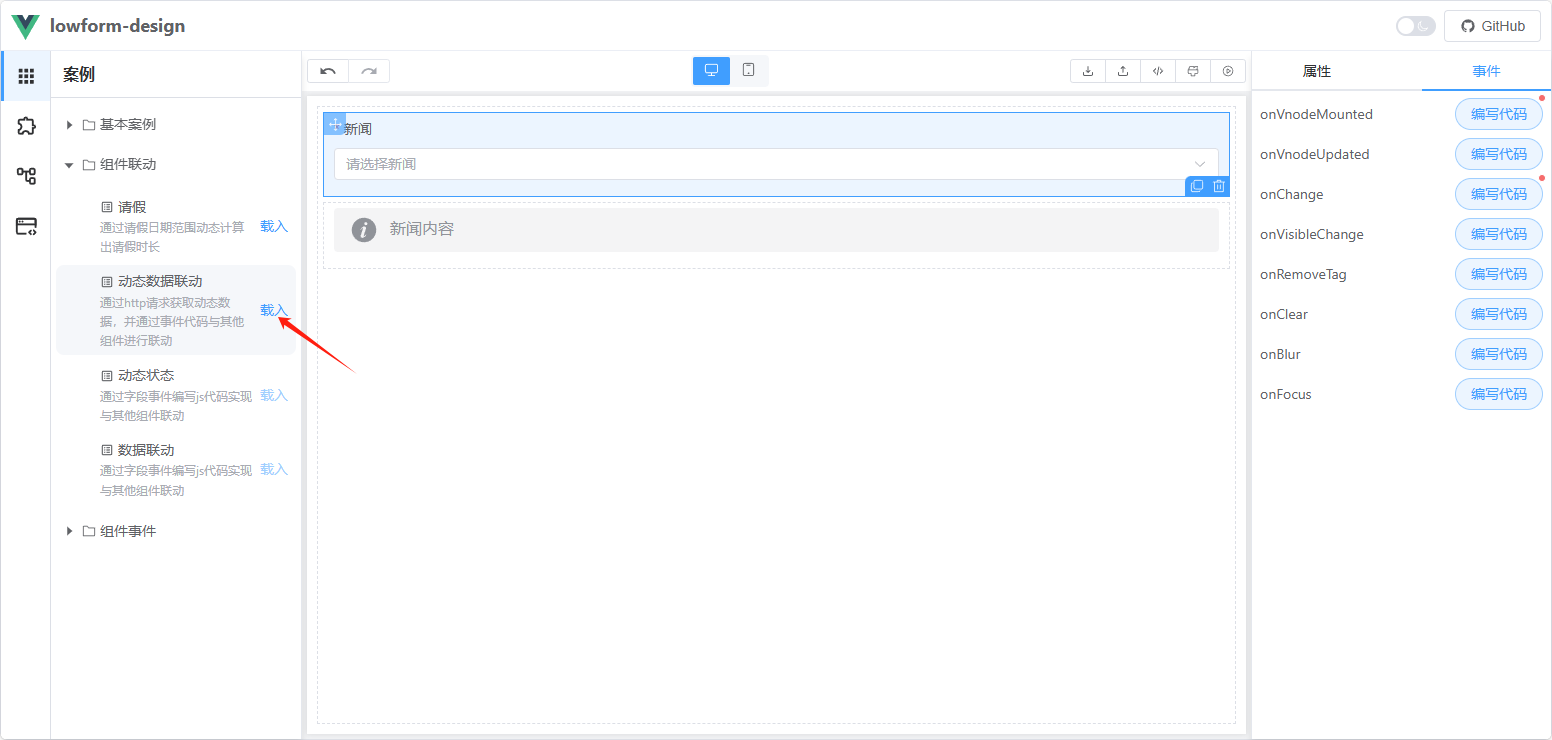 lowform-design
GitHub
案例
基本案例
组件联动
请假
通过请假日期范围动态计算
出请假时长
载入
动态数据联动
通过http请求获取动态数
据，并通过事件代码与其他
组件进行联动
载入
动态状态
通过字段事件编写js代码实现
与其他组件联动
载入
数据联动
通过字段事件编写js代码实现
与其他组件联动
载入
组件事件
新闻
请选择新闻
新闻内容
属性
事件
onVnodeMounted
编写代码
onVnodeUpdated
编写代码
onChange
编写代码
onVisibleChange
编写代码
onRemoveTag
编写代码
onClear
编写代码
onBlur
编写代码
onFocus
编写代码